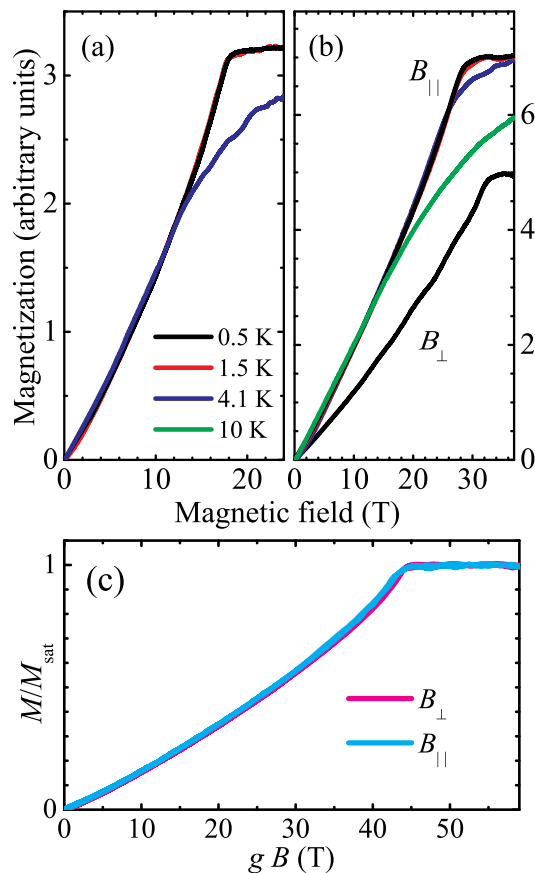 (a)
(b)
Magnetization (arbitrary units)
3
2
1
0
0.5 K
1.5 K
4.1 K
10 K
B||
B⊥
6
4
2
0
0 10 20
0 10 20 30
Magnetic field (T)
(c)
M/Msat
1
0
B⊥
B||
0 10 20 30 40 50
g B (T)